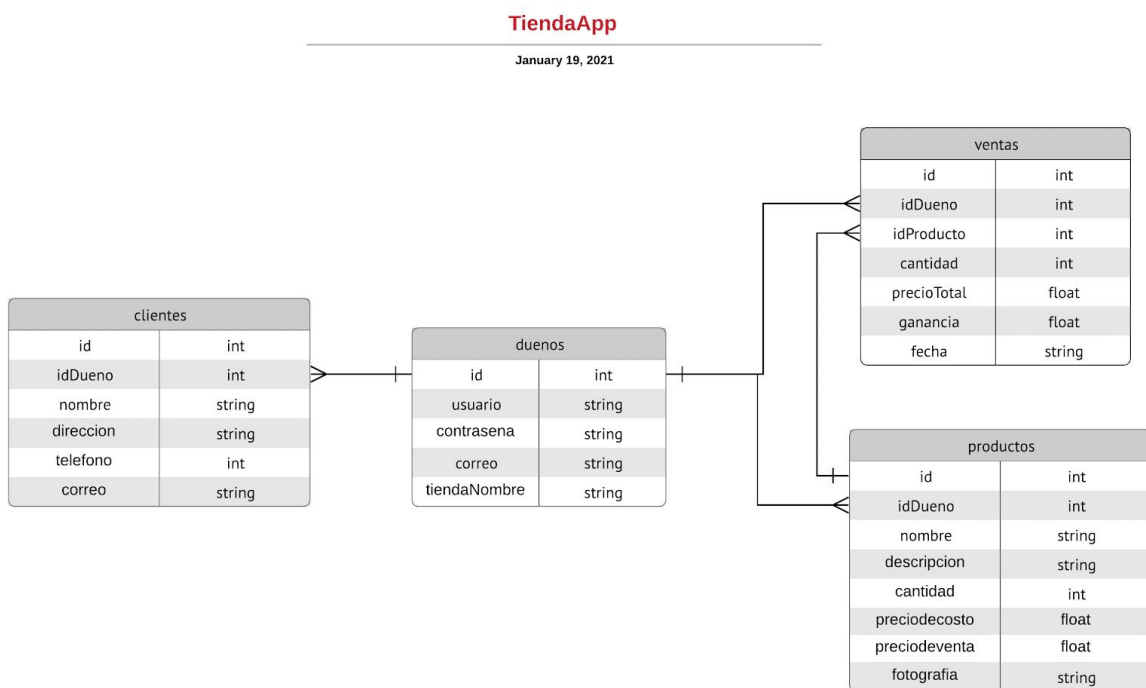 TiendaApp
January 19, 2021
ventas
id int
idDueno int
idProducto int
cantidad int
precioTotal float
ganancia float
fecha string
clientes
id int
idDueno int
nombre string
direccion string
telefono int
correo string
duenos
id int
usuario string
contrasena string
correo string
tiendaNombre string
productos
id int
idDueno int
nombre string
descripcion string
cantidad int
preciodecosto float
preciodeventa float
fotografia string